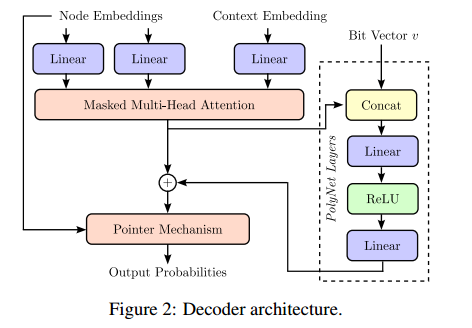 Node Embeddings
Context Embedding
Bit Vector v
Linear
Linear
Linear
Masked Multi-Head Attention
Concat
Linear
PolyNet Layers
ReLU
+
Linear
Pointer Mechanism
Output Probabilities
Figure 2: Decoder architecture.